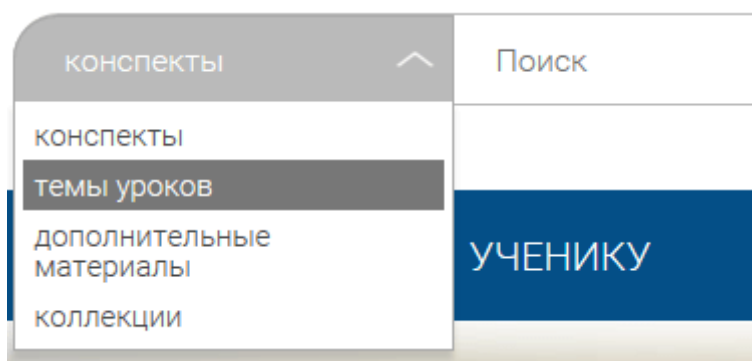 конспекты
Поиск
конспекты
темы уроков
дополнительные
материалы
коллекции
УЧЕНИКУ